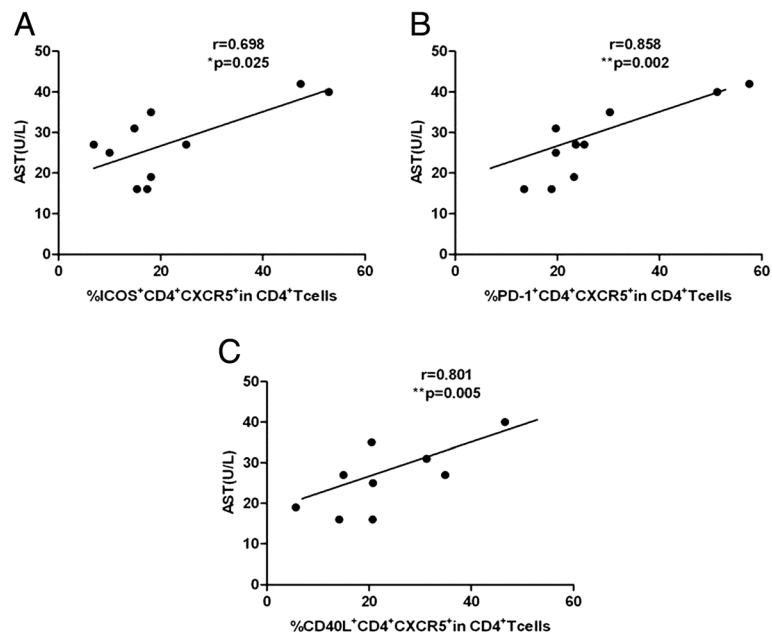 A
r=0.698
*p=0.025
50
40
30
20
10
0
AST(U/L)
0 20 40 60
%ICOS⁺CD4⁺CXCR5⁺in CD4⁺Tcells
B
r=0.858
**p=0.002
50
40
30
20
10
0
AST(U/L)
0 20 40 60
%PD-1⁺CD4⁺CXCR5⁺in CD4⁺Tcells
C
r=0.801
**p=0.005
50
40
30
20
10
0
AST(U/L)
0 20 40 60
%CD40L⁺CD4⁺CXCR5⁺in CD4⁺Tcells